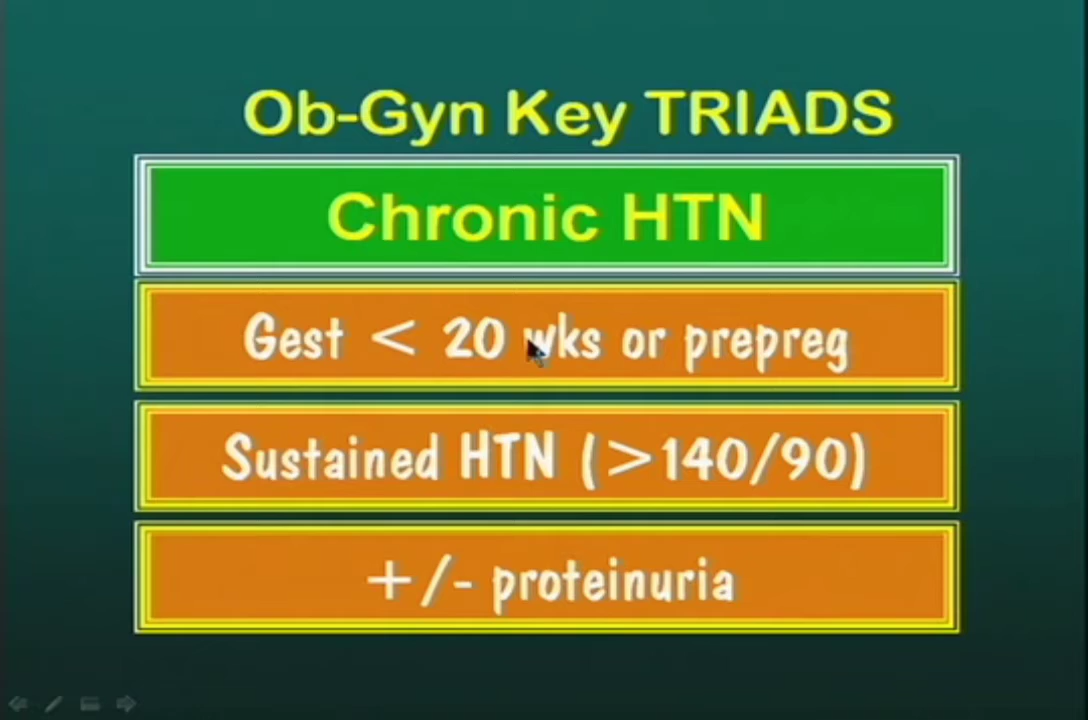 Ob-Gyn Key TRIADS
Chronic HTN
Gest < 20 wks or prepreg
Sustained HTN (>140/90)
+/- proteinuria